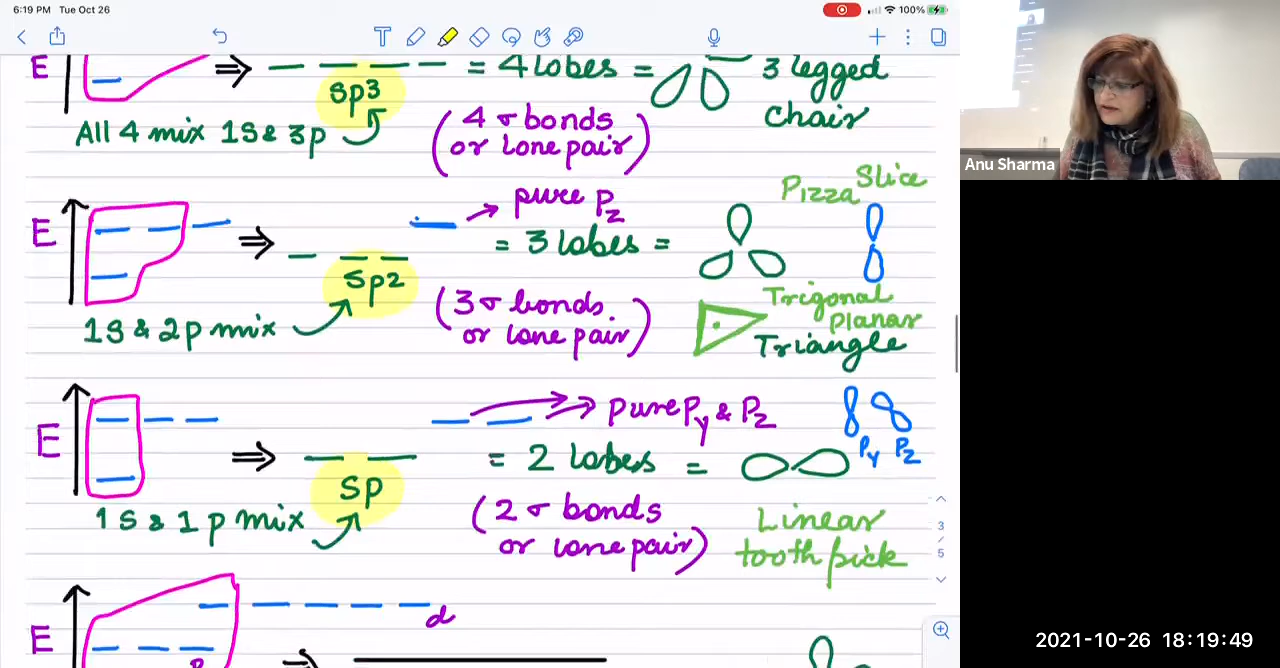 6:19 PM Tue Oct 26
100%
E
= 4 lobes =
3 legged
chair
sp3
All 4 mix 1s & 3p
(4 σ bonds
or lone pair)
Pizza Slice
E
pure Pz
= 3 lobes =
sp2
1s & 2p mix
(3 σ bonds
or lone pair)
Trigonal
Planar
Triangle
E
pure Py & Pz
Py Pz
= 2 lobes =
sp
1s & 1p mix
(2 σ bonds
or lone pair)
Linear
tooth pick
3
/
5
E
d
P
Anu Sharma
2021-10-26 18:19:49